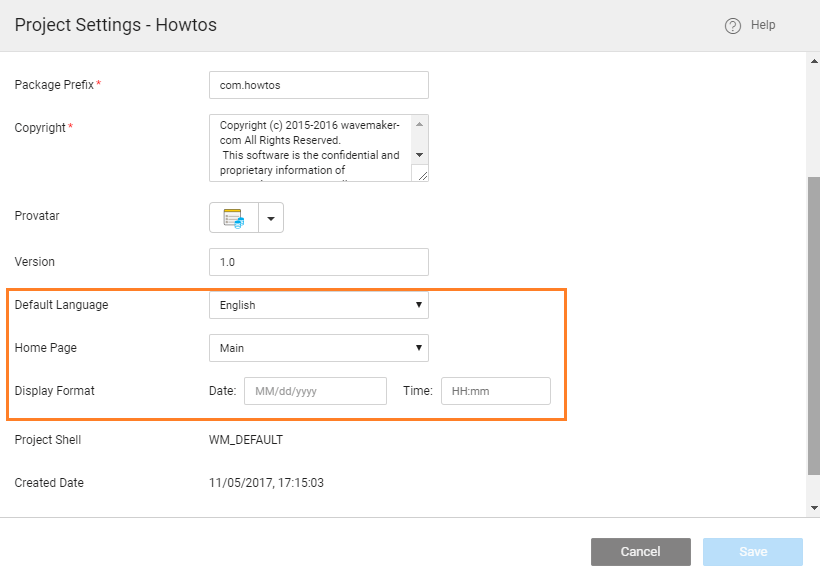 Project Settings - Howtos
Help
Package Prefix*
com.howtos
Copyright*
Copyright (c) 2015-2016 wavemaker-
com All Rights Reserved.
This software is the confidential and
proprietary information of
Provatar
Version
1.0
Default Language
English
Home Page
Main
Display Format
Date:
MM/dd/yyyy
Time:
HH:mm
Project Shell
WM_DEFAULT
Created Date
11/05/2017, 17:15:03
Cancel
Save